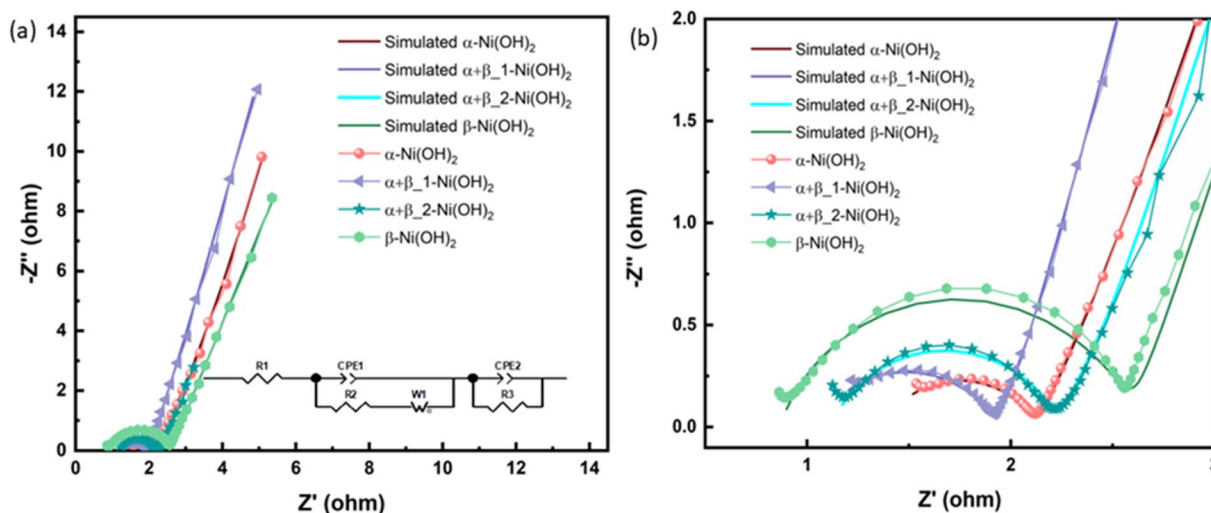 (a)
14
12
10
8
6
4
2
0
-Z'' (ohm)
Simulated α-Ni(OH)₂
Simulated α+β_1-Ni(OH)₂
Simulated α+β_2-Ni(OH)₂
Simulated β-Ni(OH)₂
α-Ni(OH)₂
α+β_1-Ni(OH)₂
α+β_2-Ni(OH)₂
β-Ni(OH)₂
R1 CPE1 CPE2
R2 W1 R3
0 2 4 6 8 10 12 14
Z' (ohm)
(b)
2.0
1.5
1.0
0.5
0.0
-Z'' (ohm)
Simulated α-Ni(OH)₂
Simulated α+β_1-Ni(OH)₂
Simulated α+β_2-Ni(OH)₂
Simulated β-Ni(OH)₂
α-Ni(OH)₂
α+β_1-Ni(OH)₂
α+β_2-Ni(OH)₂
β-Ni(OH)₂
1 2 3
Z' (ohm)